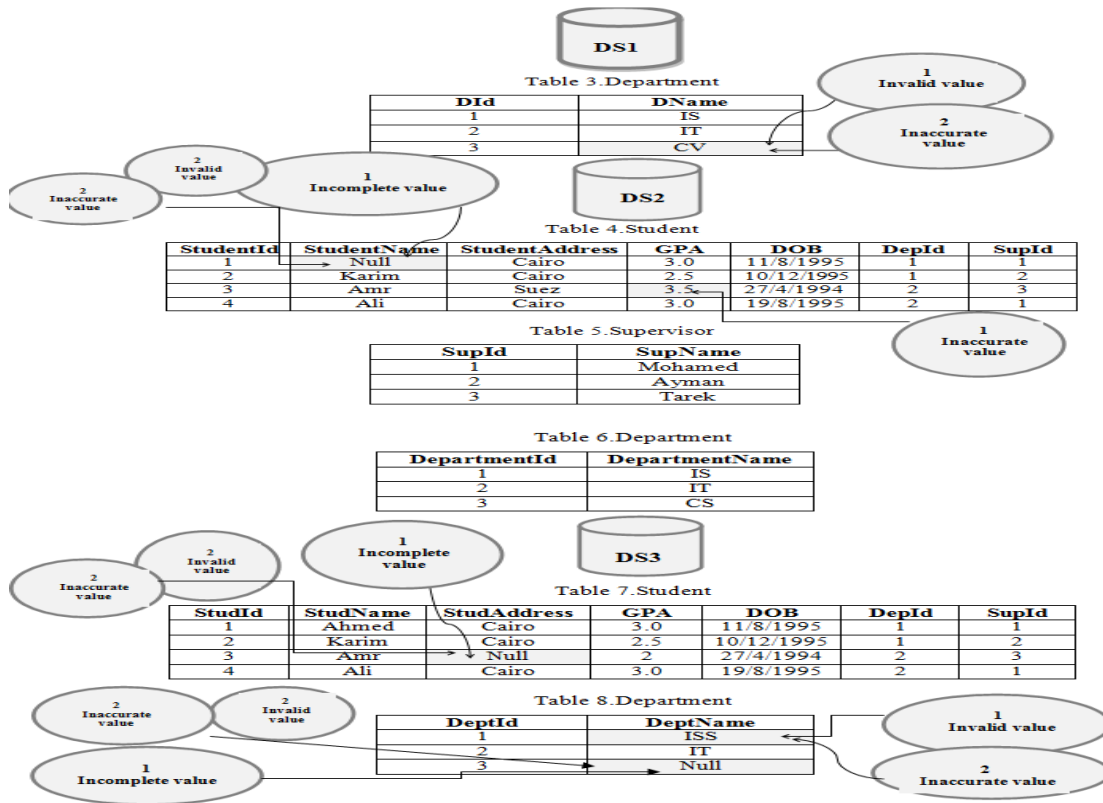 DS1
Table 3.Department
DId DName
1 IS
2 IT
3 CV
1
Invalid value
2
Inaccurate
value
2
Invalid
value
2
Inaccurate
value
1
Incomplete value
DS2
Table 4.Student
StudentId StudentName StudentAddress GPA DOB DepId SupId
1 Null Cairo 3.0 11/8/1995 1 1
2 Karim Cairo 2.5 10/12/1995 1 2
3 Amr Suez 3.5 27/4/1994 2 3
4 Ali Cairo 3.0 19/8/1995 2 1
1
Inaccurate
value
Table 5.Supervisor
SupId SupName
1 Mohamed
2 Ayman
3 Tarek
Table 6.Department
DepartmentId DepartmentName
1 IS
2 IT
3 CS
DS3
1
Incomplete
value
2
Invalid
value
2
Inaccurate
value
Table 7.Student
StudId StudName StudAddress GPA DOB DepId SupId
1 Ahmed Cairo 3.0 11/8/1995 1 1
2 Karim Cairo 2.5 10/12/1995 1 2
3 Amr Null 2 27/4/1994 2 3
4 Ali Cairo 3.0 19/8/1995 2 1
Table 8.Department
DeptId DeptName
1 ISS
2 IT
3 Null
2
Inaccurate
value
2
Invalid
value
1
Incomplete value
1
Invalid value
2
Inaccurate value